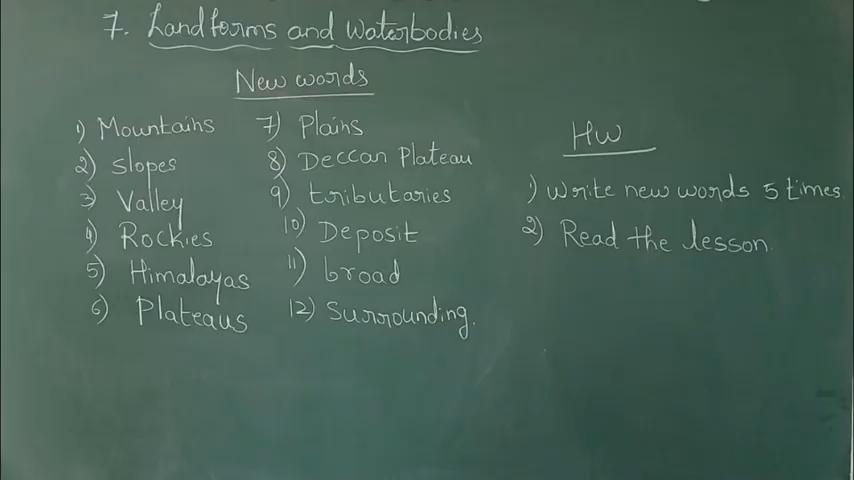 7. Landforms and Waterbodies
New words
1) Mountains
2) Slopes
3) Valley
4) Rockies
5) Himalayas
6) Plateaus
7) Plains
8) Deccan Plateau
9) tributaries
10) Deposit
11) broad
12) Surrounding.
HW
1) Write new words 5 times.
2) Read the lesson.